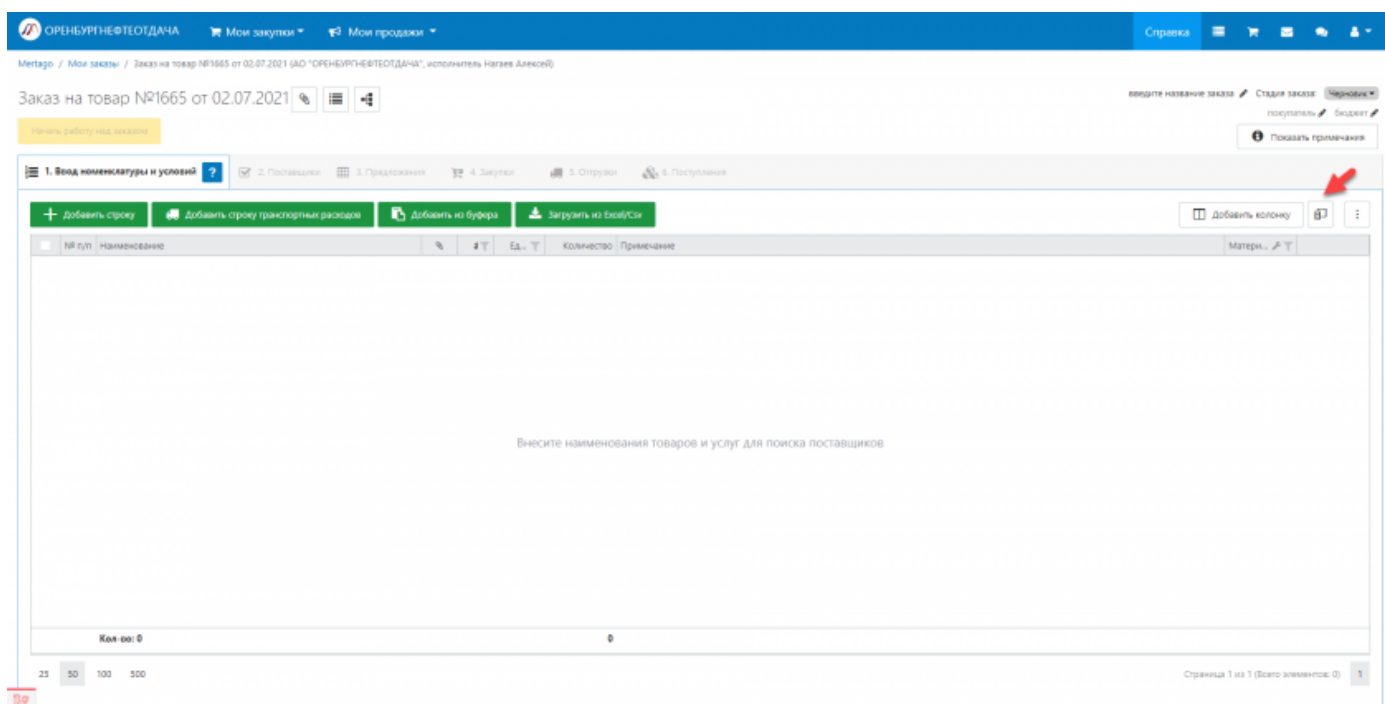 ОРЕНБУРГНЕФТЕОТДАЧА Мои закупки Мои продажи Справка
Mertago / Мои заказы / Заказ на товар №1665 от 02.07.2021 (АО "ОРЕНБУРГНЕФТЕОТДАЧА", исполнитель Нагаев Алексей)
Заказ на товар №1665 от 02.07.2021
введите название заказа Стадия заказа: Черновик
покупатель бюджет
Начать работу над заказом
Показать примечания
1. Ввод номенклатуры и условий ? 2. Поставщики 3. Предложения 4. Закупки 5. Отгрузки 6. Поступления
Добавить строку Добавить строку транспортных расходов Добавить из буфера Загрузить из Excel/Csv Добавить колонку
№ п/п Наименование Ед... Количество Примечание Матери...
Внесите наименования товаров и услуг для поиска поставщиков
Кол-во: 0 0
25 50 100 500 Страница 1 из 1 (Всего элементов: 0) 1